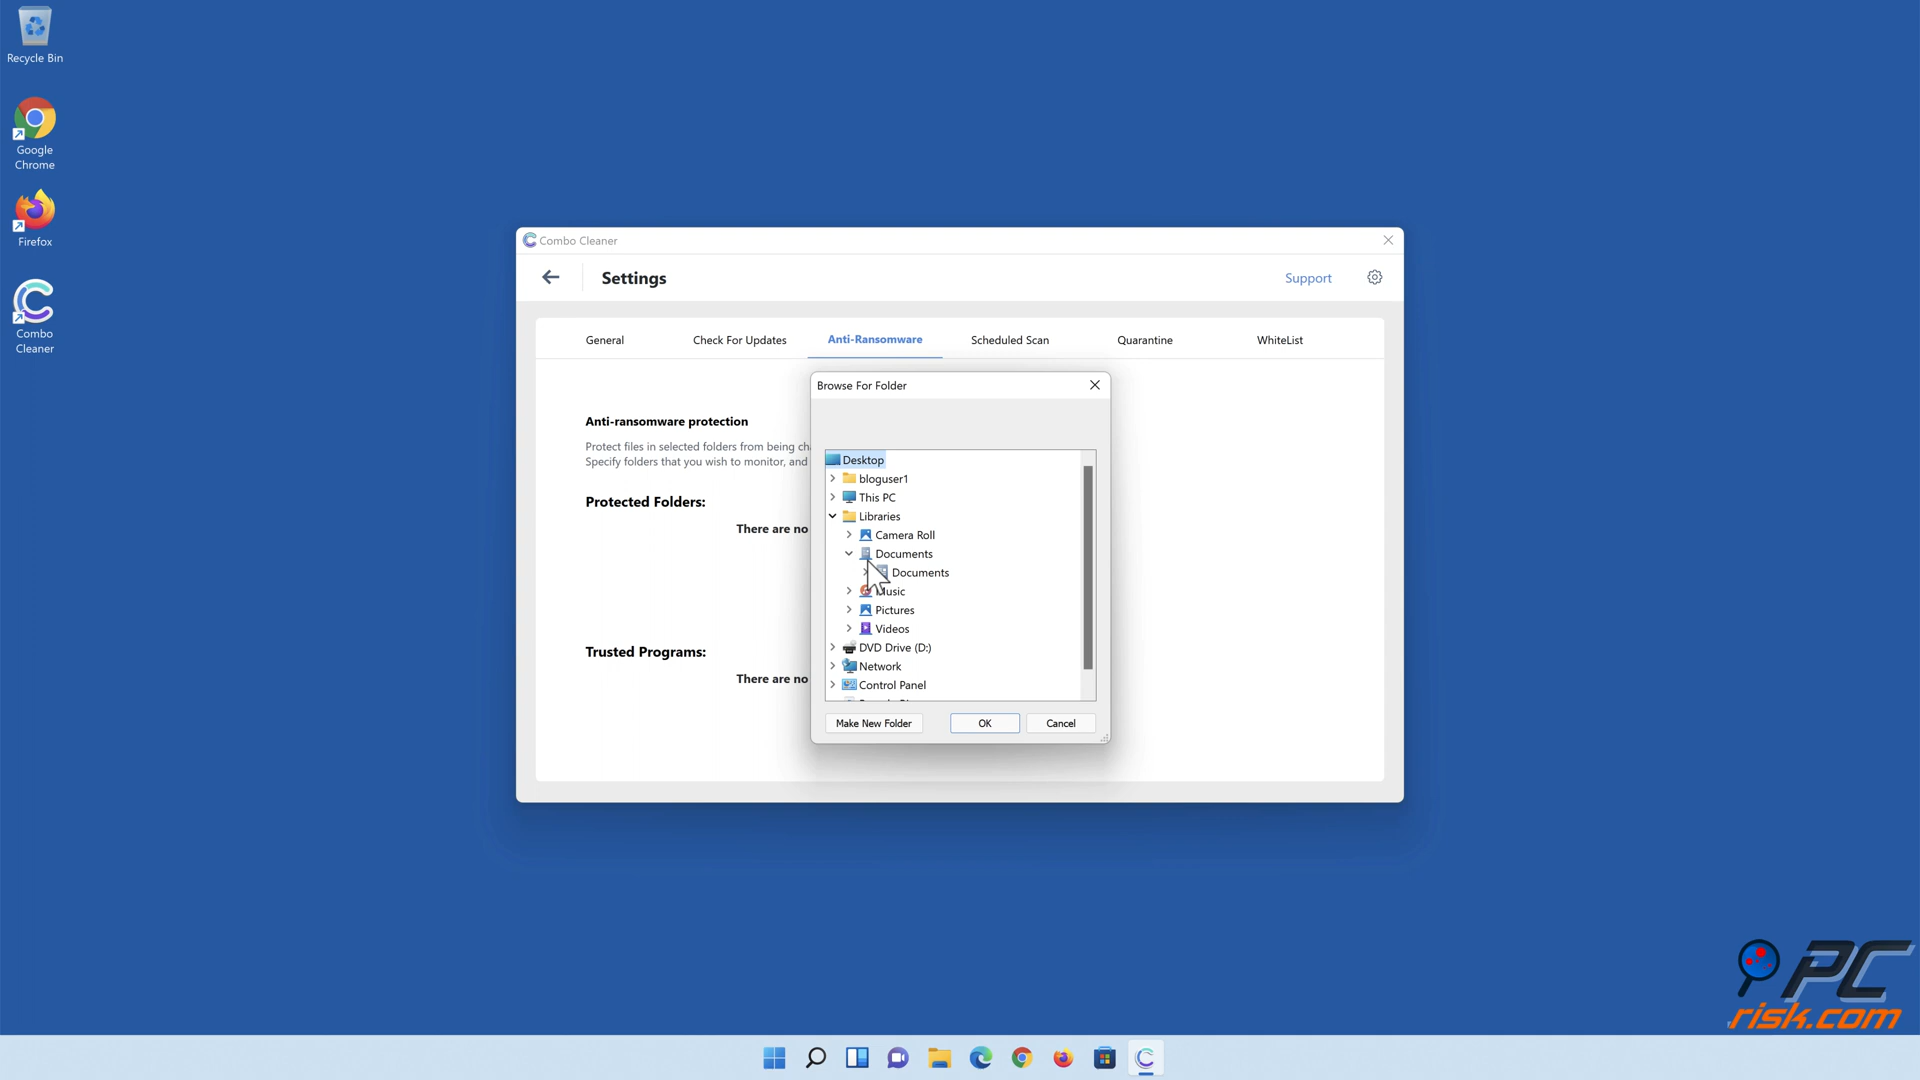 Recycle Bin
Google
Chrome
Firefox
Combo
Cleaner
Combo Cleaner
Settings
Support
General
Check For Updates
Anti-Ransomware
Scheduled Scan
Quarantine
WhiteList
Anti-ransomware protection
Protect files in selected folders from being
Specify folders that you wish to monitor, and
Protected Folders:
There are no
Trusted Programs:
There are no
Browse For Folder
Desktop
bloguser1
This PC
Libraries
Camera Roll
Documents
Documents
Music
Pictures
Videos
DVD Drive (D:)
Network
Control Panel
Make New Folder
OK
Cancel
PC
risk.com